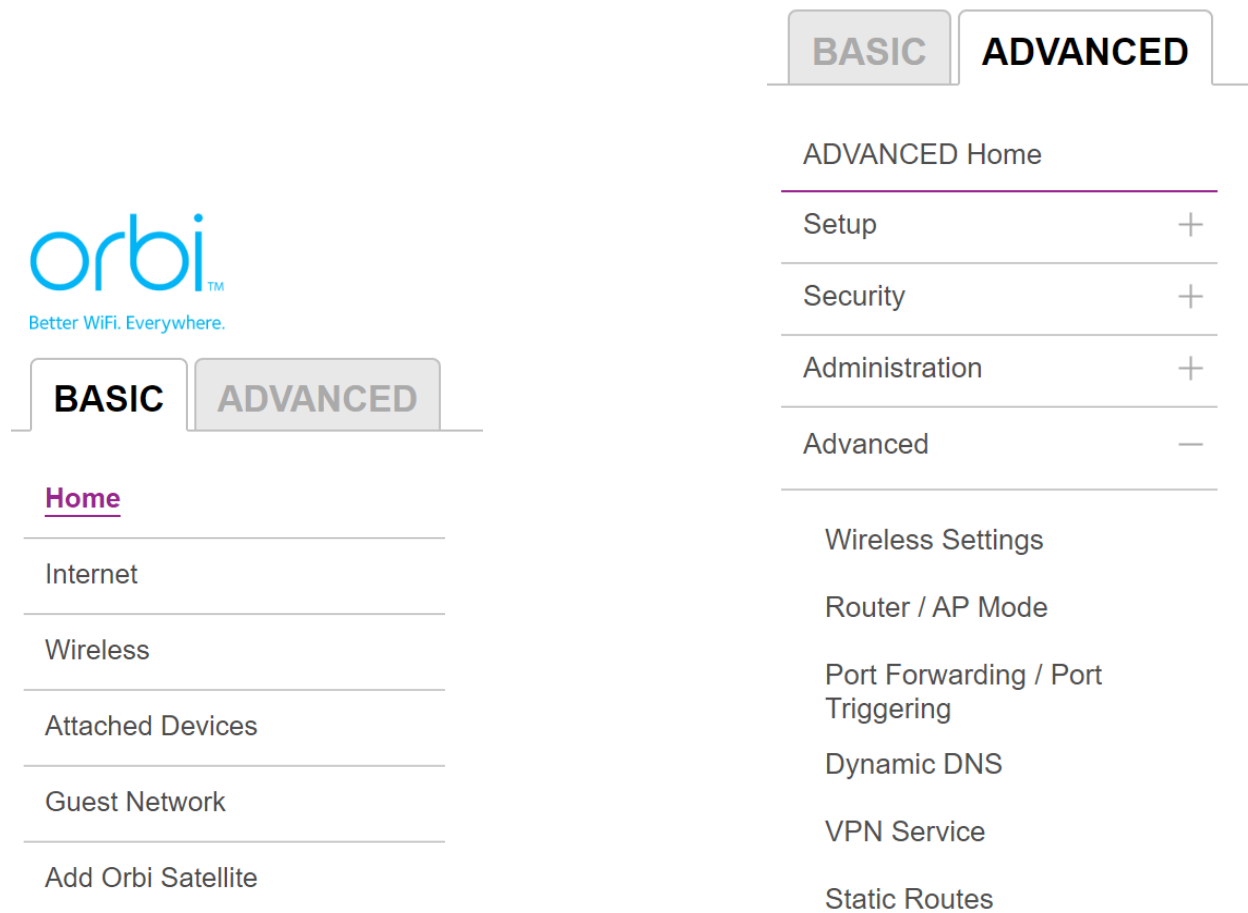 orbi TM
Better WiFi. Everywhere.
BASIC ADVANCED
Home
Internet
Wireless
Attached Devices
Guest Network
Add Orbi Satellite
BASIC ADVANCED
ADVANCED Home
Setup
Security
Administration
Advanced
Wireless Settings
Router / AP Mode
Port Forwarding / Port
Triggering
Dynamic DNS
VPN Service
Static Routes